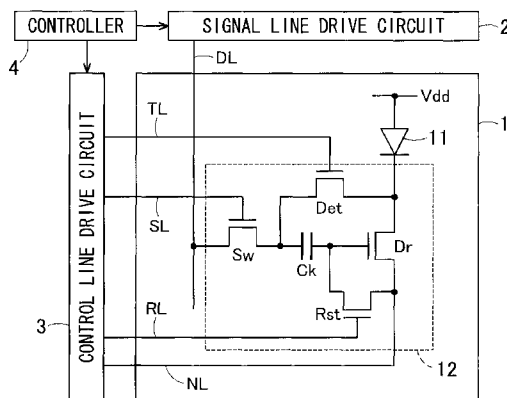 CONTROLLER
SIGNAL LINE DRIVE CIRCUIT
2
4
DL
1
Vdd
11
TL
Det
SL
Sw
Ck
Dr
Rst
3
CONTROL LINE DRIVE CIRCUIT
RL
12
NL